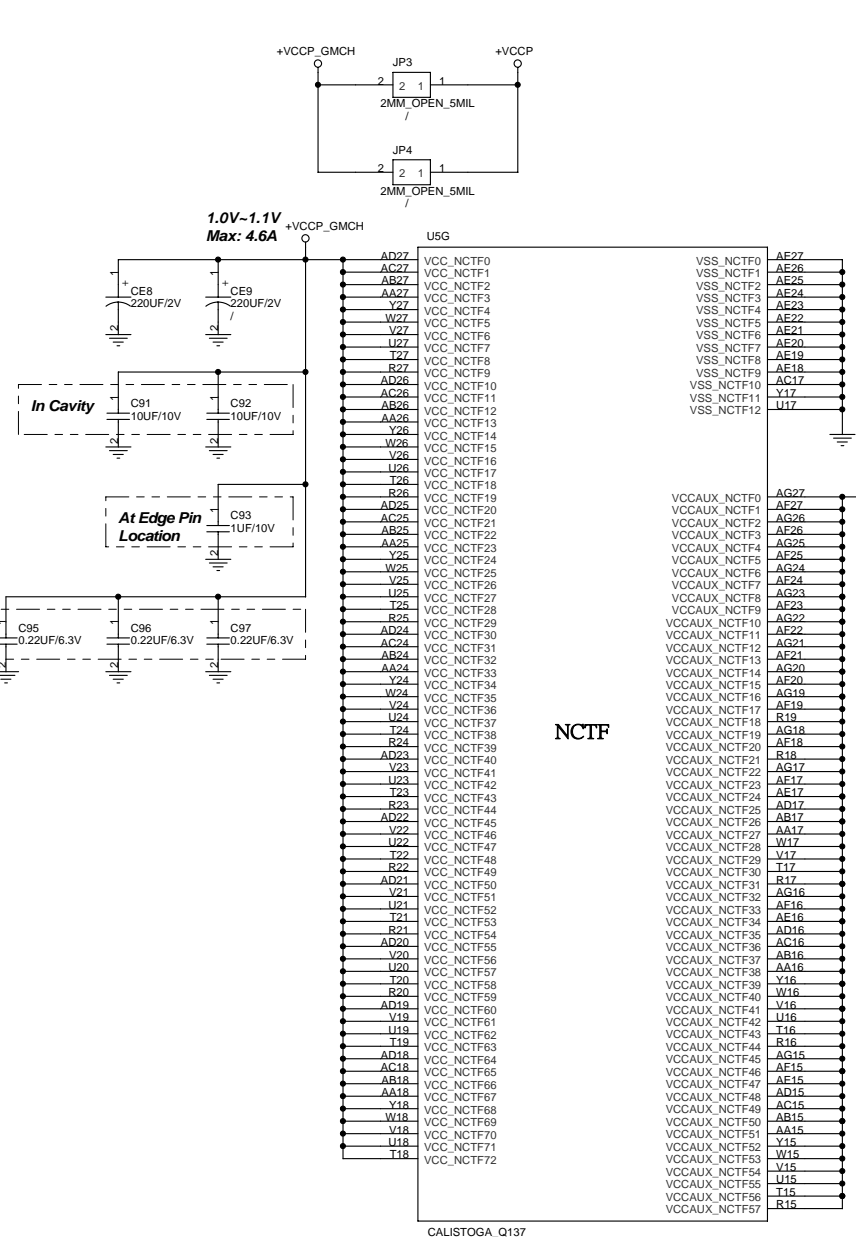 +VCCP_GMCH
+VCCP
JP3
2 2 1 1
2MM_OPEN_5MIL
/
JP4
2 2 1 1
2MM_OPEN_5MIL
/
1.0V~1.1V
Max: 4.6A
+VCCP_GMCH
1
+
CE8
220UF/2V
2
1
+
CE9
220UF/2V
/
2
In Cavity
1
C91
10UF/10V
2
1
C92
10UF/10V
2
At Edge Pin
Location
1
C93
1UF/10V
2
1
C95
0.22UF/6.3V
2
1
C96
0.22UF/6.3V
2
1
C97
0.22UF/6.3V
2
U5G
AD27 VCC_NCTF0
AC27 VCC_NCTF1
AB27 VCC_NCTF2
AA27 VCC_NCTF3
Y27 VCC_NCTF4
W27 VCC_NCTF5
V27 VCC_NCTF6
U27 VCC_NCTF7
T27 VCC_NCTF8
R27 VCC_NCTF9
AD26 VCC_NCTF10
AC26 VCC_NCTF11
AB26 VCC_NCTF12
AA26 VCC_NCTF13
Y26 VCC_NCTF14
W26 VCC_NCTF15
V26 VCC_NCTF16
U26 VCC_NCTF17
T26 VCC_NCTF18
R26 VCC_NCTF19
AD25 VCC_NCTF20
AC25 VCC_NCTF21
AB25 VCC_NCTF22
AA25 VCC_NCTF23
Y25 VCC_NCTF24
W25 VCC_NCTF25
V25 VCC_NCTF26
U25 VCC_NCTF27
T25 VCC_NCTF28
R25 VCC_NCTF29
AD24 VCC_NCTF30
AC24 VCC_NCTF31
AB24 VCC_NCTF32
AA24 VCC_NCTF33
Y24 VCC_NCTF34
W24 VCC_NCTF35
V24 VCC_NCTF36
U24 VCC_NCTF37
T24 VCC_NCTF38
R24 VCC_NCTF39
AD23 VCC_NCTF40
V23 VCC_NCTF41
U23 VCC_NCTF42
T23 VCC_NCTF43
R23 VCC_NCTF44
AD22 VCC_NCTF45
V22 VCC_NCTF46
U22 VCC_NCTF47
T22 VCC_NCTF48
R22 VCC_NCTF49
AD21 VCC_NCTF50
V21 VCC_NCTF51
U21 VCC_NCTF52
T21 VCC_NCTF53
R21 VCC_NCTF54
AD20 VCC_NCTF55
V20 VCC_NCTF56
U20 VCC_NCTF57
T20 VCC_NCTF58
R20 VCC_NCTF59
AD19 VCC_NCTF60
V19 VCC_NCTF61
U19 VCC_NCTF62
T19 VCC_NCTF63
AD18 VCC_NCTF64
AC18 VCC_NCTF65
AB18 VCC_NCTF66
AA18 VCC_NCTF67
Y18 VCC_NCTF68
W18 VCC_NCTF69
V18 VCC_NCTF70
U18 VCC_NCTF71
T18 VCC_NCTF72
NCTF
VSS_NCTF0 AE27
VSS_NCTF1 AE26
VSS_NCTF2 AE25
VSS_NCTF3 AE24
VSS_NCTF4 AE23
VSS_NCTF5 AE22
VSS_NCTF6 AE21
VSS_NCTF7 AE20
VSS_NCTF8 AE19
VSS_NCTF9 AE18
VSS_NCTF10 AC17
VSS_NCTF11 Y17
VSS_NCTF12 U17
VCCAUX_NCTF0 AG27
VCCAUX_NCTF1 AF27
VCCAUX_NCTF2 AG26
VCCAUX_NCTF3 AF26
VCCAUX_NCTF4 AG25
VCCAUX_NCTF5 AF25
VCCAUX_NCTF6 AG24
VCCAUX_NCTF7 AF24
VCCAUX_NCTF8 AG23
VCCAUX_NCTF9 AF23
VCCAUX_NCTF10 AG22
VCCAUX_NCTF11 AF22
VCCAUX_NCTF12 AG21
VCCAUX_NCTF13 AF21
VCCAUX_NCTF14 AG20
VCCAUX_NCTF15 AF20
VCCAUX_NCTF16 AG19
VCCAUX_NCTF17 AF19
VCCAUX_NCTF18 R19
VCCAUX_NCTF19 AG18
VCCAUX_NCTF20 AF18
VCCAUX_NCTF21 R18
VCCAUX_NCTF22 AG17
VCCAUX_NCTF23 AF17
VCCAUX_NCTF24 AE17
VCCAUX_NCTF25 AD17
VCCAUX_NCTF26 AB17
VCCAUX_NCTF27 AA17
VCCAUX_NCTF28 W17
VCCAUX_NCTF29 V17
VCCAUX_NCTF30 T17
VCCAUX_NCTF31 R17
VCCAUX_NCTF32 AG16
VCCAUX_NCTF33 AF16
VCCAUX_NCTF34 AE16
VCCAUX_NCTF35 AD16
VCCAUX_NCTF36 AC16
VCCAUX_NCTF37 AB16
VCCAUX_NCTF38 AA16
VCCAUX_NCTF39 Y16
VCCAUX_NCTF40 W16
VCCAUX_NCTF41 V16
VCCAUX_NCTF42 U16
VCCAUX_NCTF43 T16
VCCAUX_NCTF44 R16
VCCAUX_NCTF45 AG15
VCCAUX_NCTF46 AF15
VCCAUX_NCTF47 AE15
VCCAUX_NCTF48 AD15
VCCAUX_NCTF49 AC15
VCCAUX_NCTF50 AB15
VCCAUX_NCTF51 AA15
VCCAUX_NCTF52 Y15
VCCAUX_NCTF53 W15
VCCAUX_NCTF54 V15
VCCAUX_NCTF55 U15
VCCAUX_NCTF56 T15
VCCAUX_NCTF57 R15
CALISTOGA_Q137